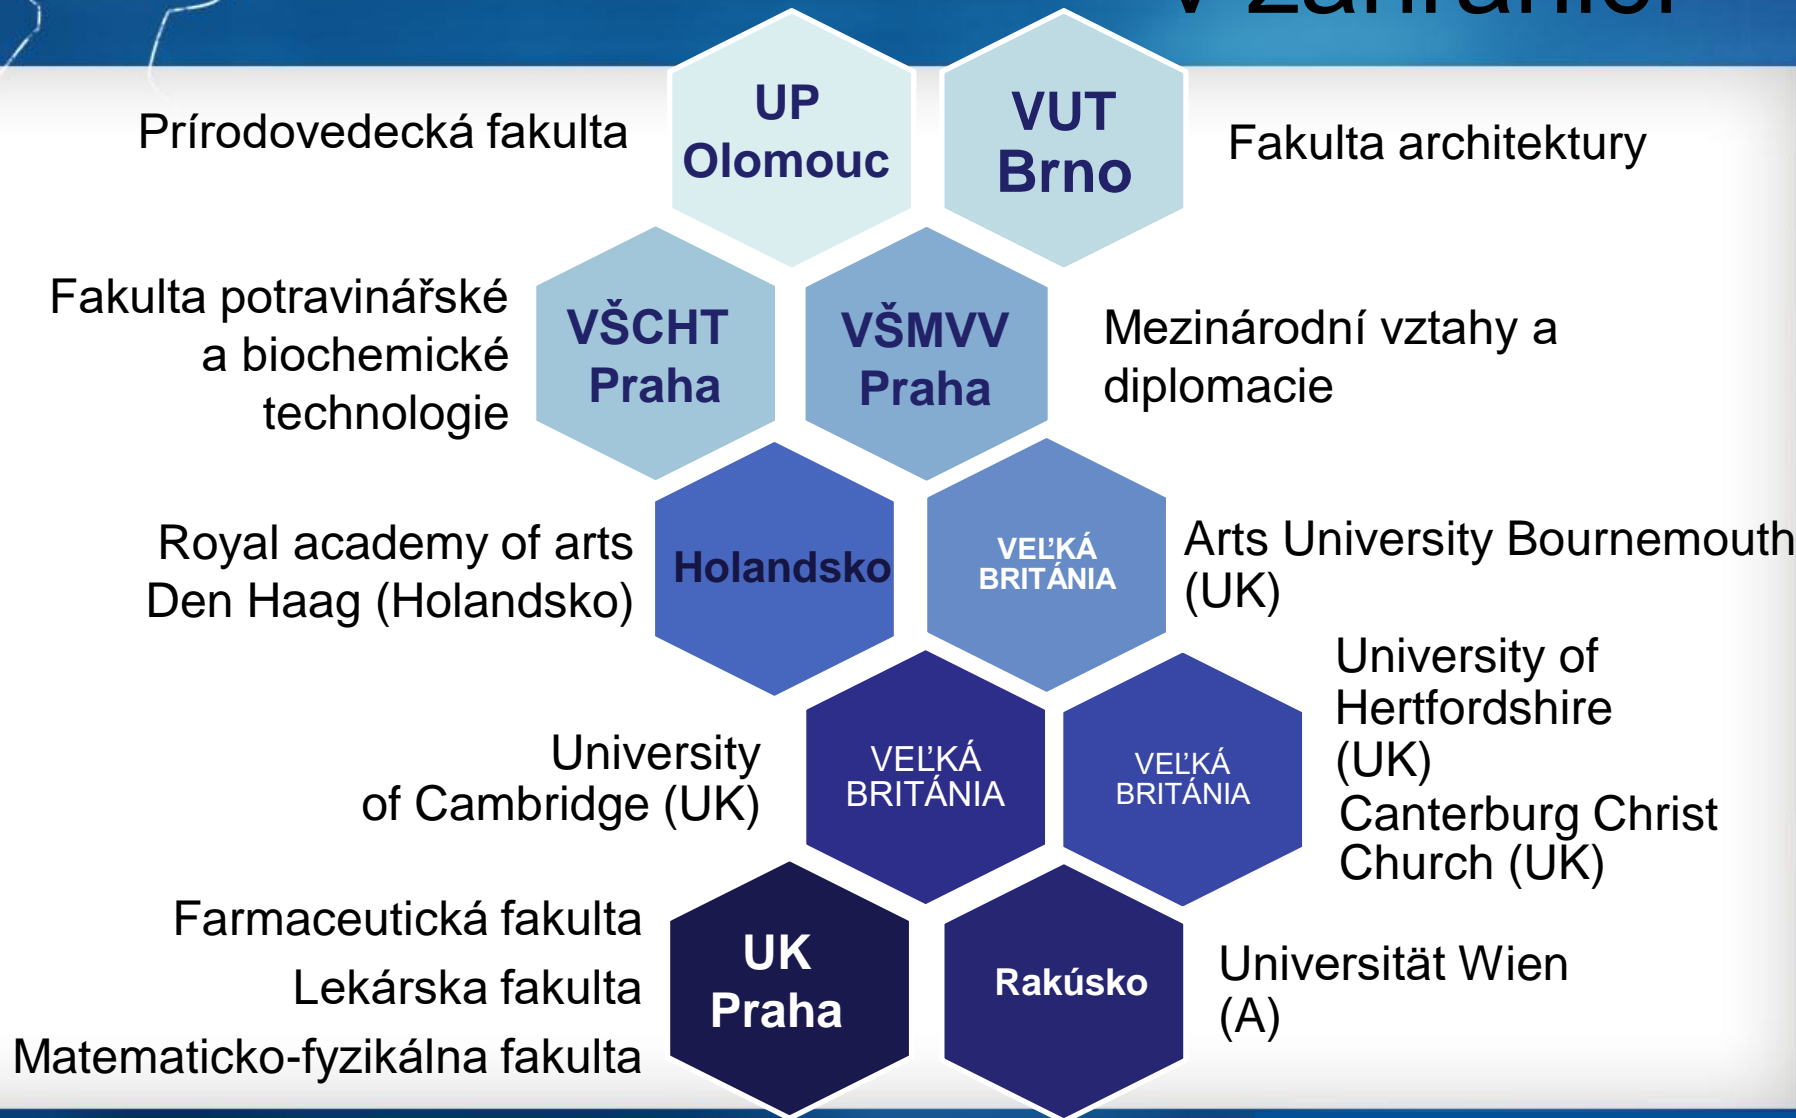 v zahraničí
Prírodovedecká fakulta
UP
Olomouc
VUT
Brno
Fakulta architektury
Fakulta potravinářské
a biochemické
technologie
VŠCHT
Praha
VŠMVV
Praha
Mezinárodní vztahy a
diplomacie
Royal academy of arts
Den Haag (Holandsko)
Holandsko
VEĽKÁ
BRITÁNIA
Arts University Bournemouth
(UK)
University
of Cambridge (UK)
VEĽKÁ
BRITÁNIA
VEĽKÁ
BRITÁNIA
University of
Hertfordshire
(UK)
Canterburg Christ
Church (UK)
Farmaceutická fakulta
Lekárska fakulta
Matematicko-fyzikálna fakulta
UK
Praha
Rakúsko
Universität Wien
(A)